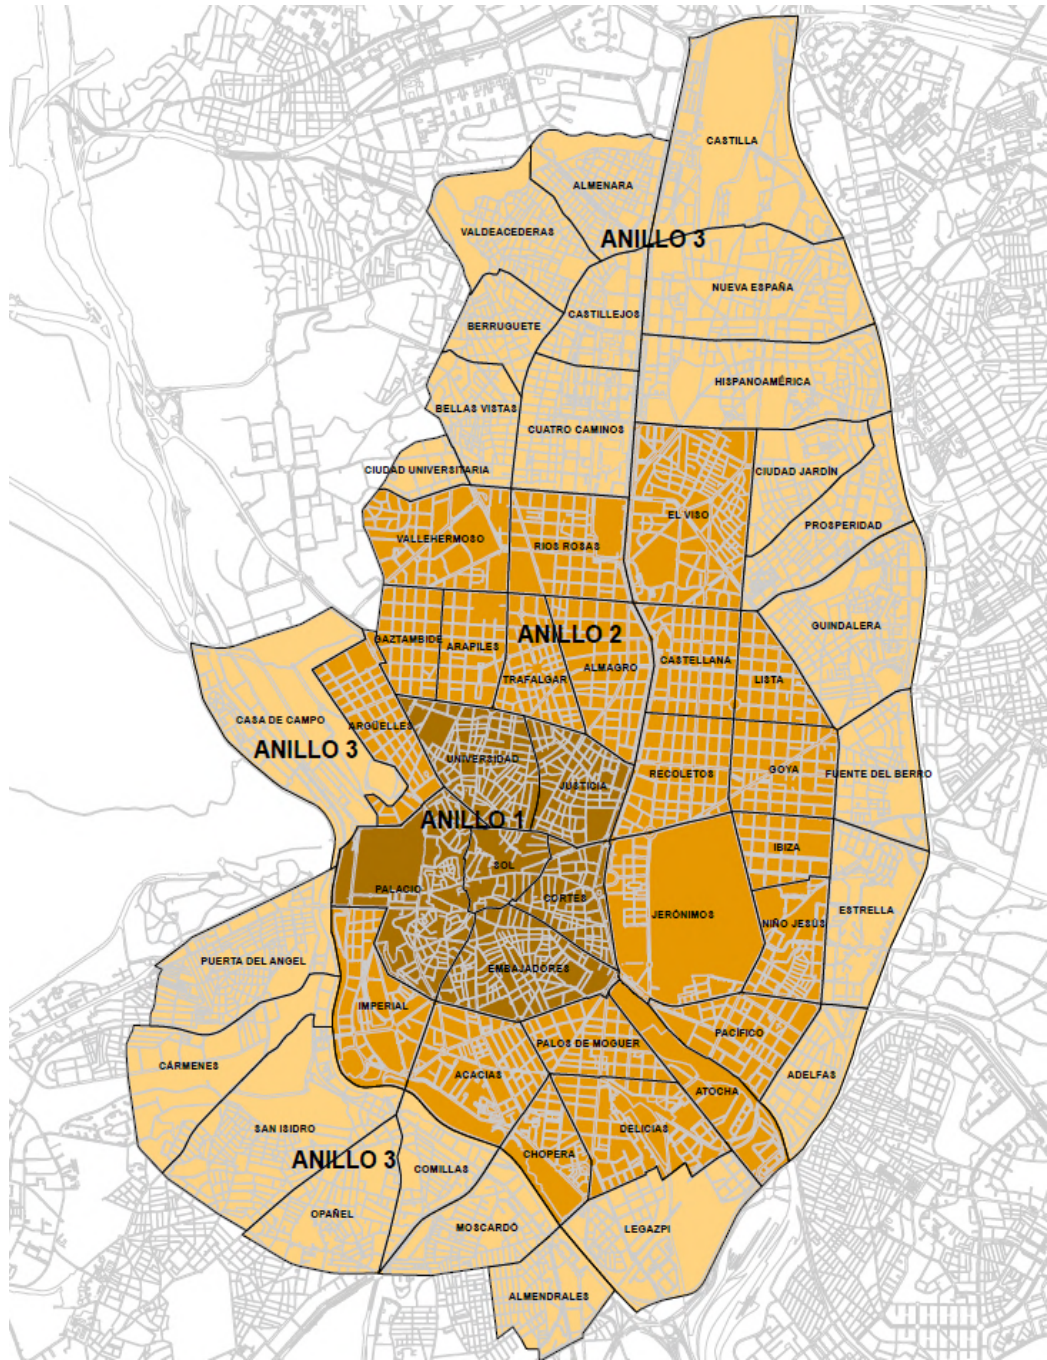 CASTILLA
ALMENARA
VALDEACEDERAS
ANILLO 3
NUEVA ESPAÑA
CASTILLEJOS
BERRUGUETE
HISPANOAMÉRICA
BELLAS VISTAS
CUATRO CAMINOS
CIUDAD UNIVERSITARIA
CIUDAD JARDÍN
EL VISO
PROSPERIDAD
VALLEHERMOSO
RIOS ROSAS
GUINDALERA
ANILLO 2
GAZTAMBIDE
ARAPILES
TRAFALGAR
ALMAGRO
CASTELLANA
LISTA
CASA DE CAMPO
ARGÜELLES
ANILLO 3
UNIVERSIDAD
JUSTICIA
RECOLETOS
GOYA
FUENTE DEL BERRO
ANILLO 1
IBIZA
SOL
PALACIO
CORTES
JERÓNIMOS
NIÑO JESÚS
ESTRELLA
PUERTA DEL ANGEL
EMBAJADORES
IMPERIAL
PALOS DE MOGUER
PACÍFICO
CÁRMENES
ACACIAS
ATOCHA
ADELFAS
SAN ISIDRO
DELICIAS
CHOPERA
ANILLO 3
COMILLAS
OPAÑEL
MOSCARDÓ
LEGAZPI
ALMENDRALES